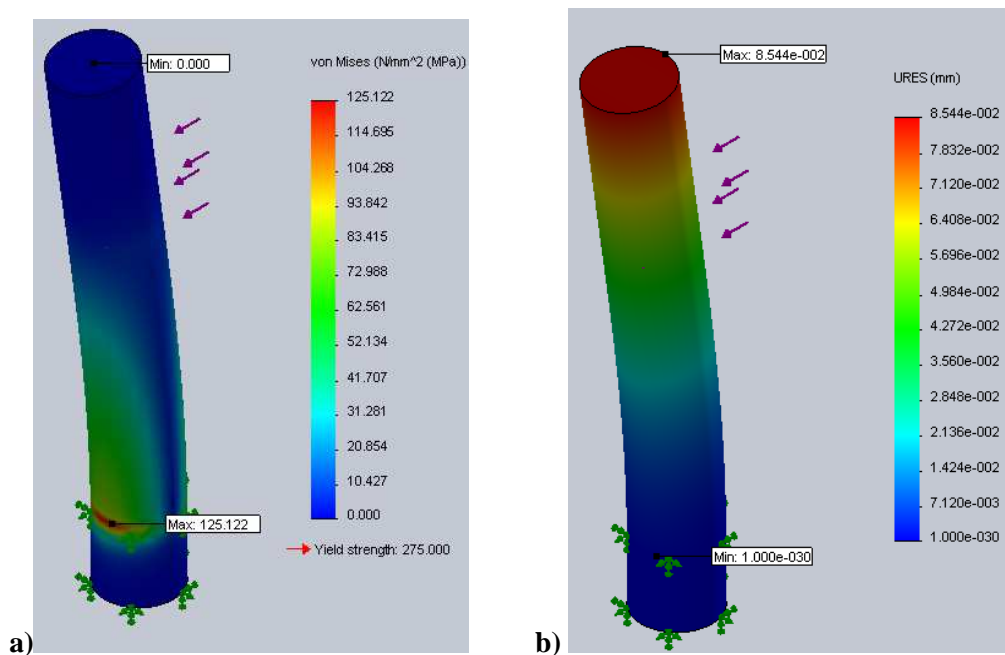 Min: 0.000
von Mises (N/mm^2 (MPa))
125.122
114.695
104.268
93.842
83.415
72.988
62.561
52.134
41.707
31.281
20.854
10.427
0.000
Max: 125.122
Yield strength: 275.000
a)
Max: 8.544e-002
URES (mm)
8.544e-002
7.832e-002
7.120e-002
6.408e-002
5.696e-002
4.984e-002
4.272e-002
3.560e-002
2.848e-002
2.136e-002
1.424e-002
7.120e-003
1.000e-030
Min: 1.000e-030
b)